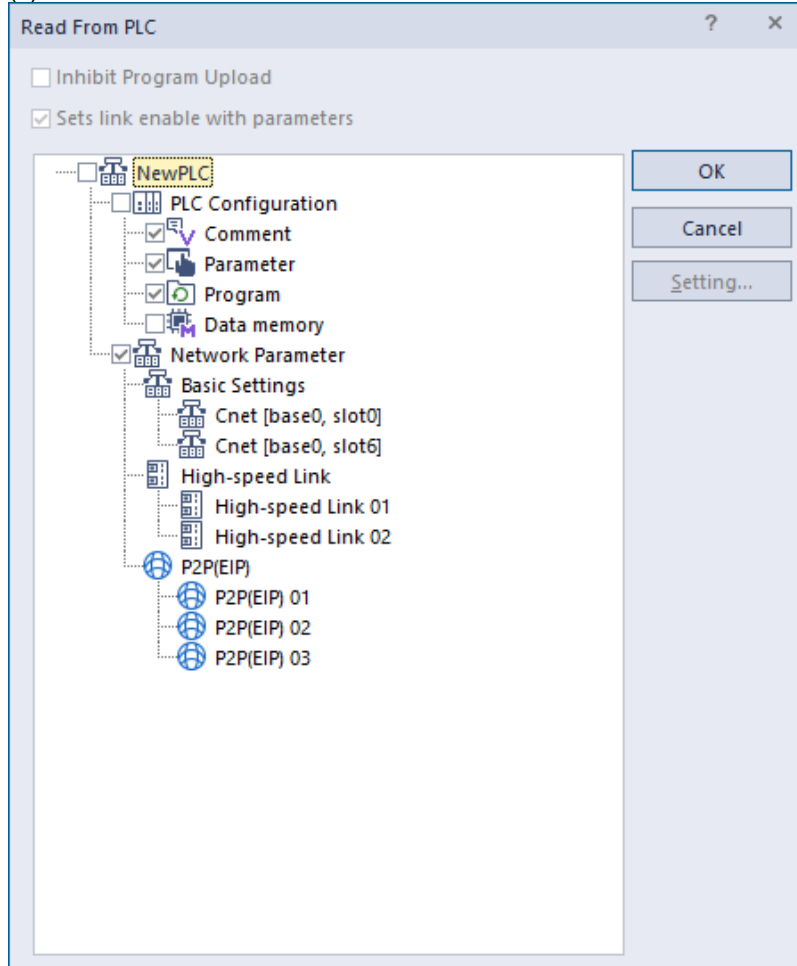 Read From PLC
Inhibit Program Upload
Sets link enable with parameters
NewPLC
PLC Configuration
Comment
Parameter
Program
Data memory
Network Parameter
Basic Settings
Cnet [base0, slot0]
Cnet [base0, slot6]
High-speed Link
High-speed Link 01
High-speed Link 02
P2P(EIP)
P2P(EIP) 01
P2P(EIP) 02
P2P(EIP) 03
OK
Cancel
Setting...